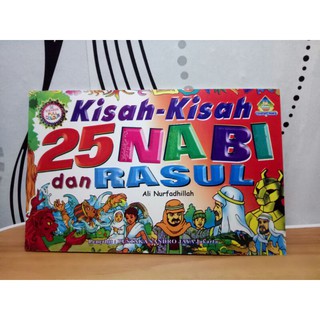 Kisah-Kisah
25 NABI
dan RASUL
Ali Nurfadhillah